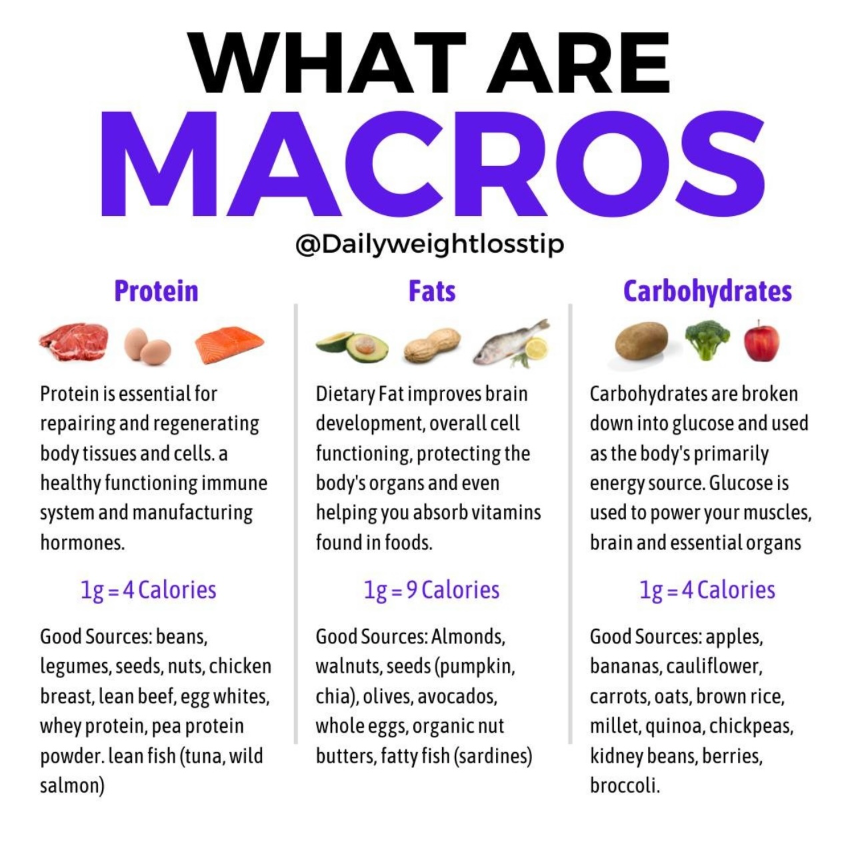 WHAT ARE
MACROS
@Dailyweightlosstip
Protein
Protein is essential for
repairing and regenerating
body tissues and cells. a
healthy functioning immune
system and manufacturing
hormones.
1g = 4 Calories
Good Sources: beans,
legumes, seeds, nuts, chicken
breast, lean beef, egg whites,
whey protein, pea protein
powder. lean fish (tuna, wild
salmon)
Fats
Dietary Fat improves brain
development, overall cell
functioning, protecting the
body's organs and even
helping you absorb vitamins
found in foods.
1g = 9 Calories
Good Sources: Almonds,
walnuts, seeds (pumpkin,
chia), olives, avocados,
whole eggs, organic nut
butters, fatty fish (sardines)
Carbohydrates
Carbohydrates are broken
down into glucose and used
as the body's primarily
energy source. Glucose is
used to power your muscles,
brain and essential organs
1g = 4 Calories
Good Sources: apples,
bananas, cauliflower,
carrots, oats, brown rice,
millet, quinoa, chickpeas,
kidney beans, berries,
broccoli.